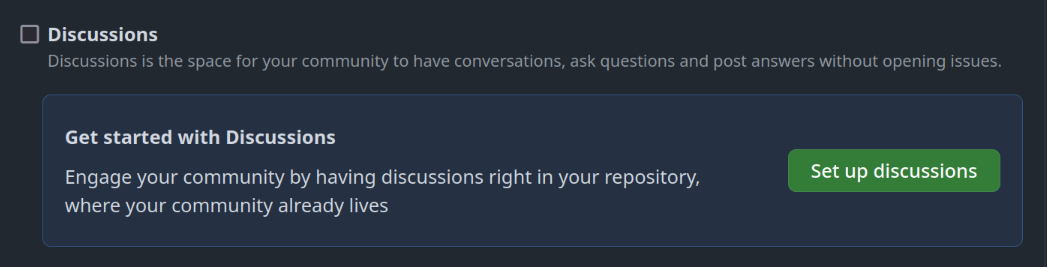 Discussions
Discussions is the space for your community to have conversations, ask questions and post answers without opening issues.
Get started with Discussions
Engage your community by having discussions right in your repository,
where your community already lives
Set up discussions